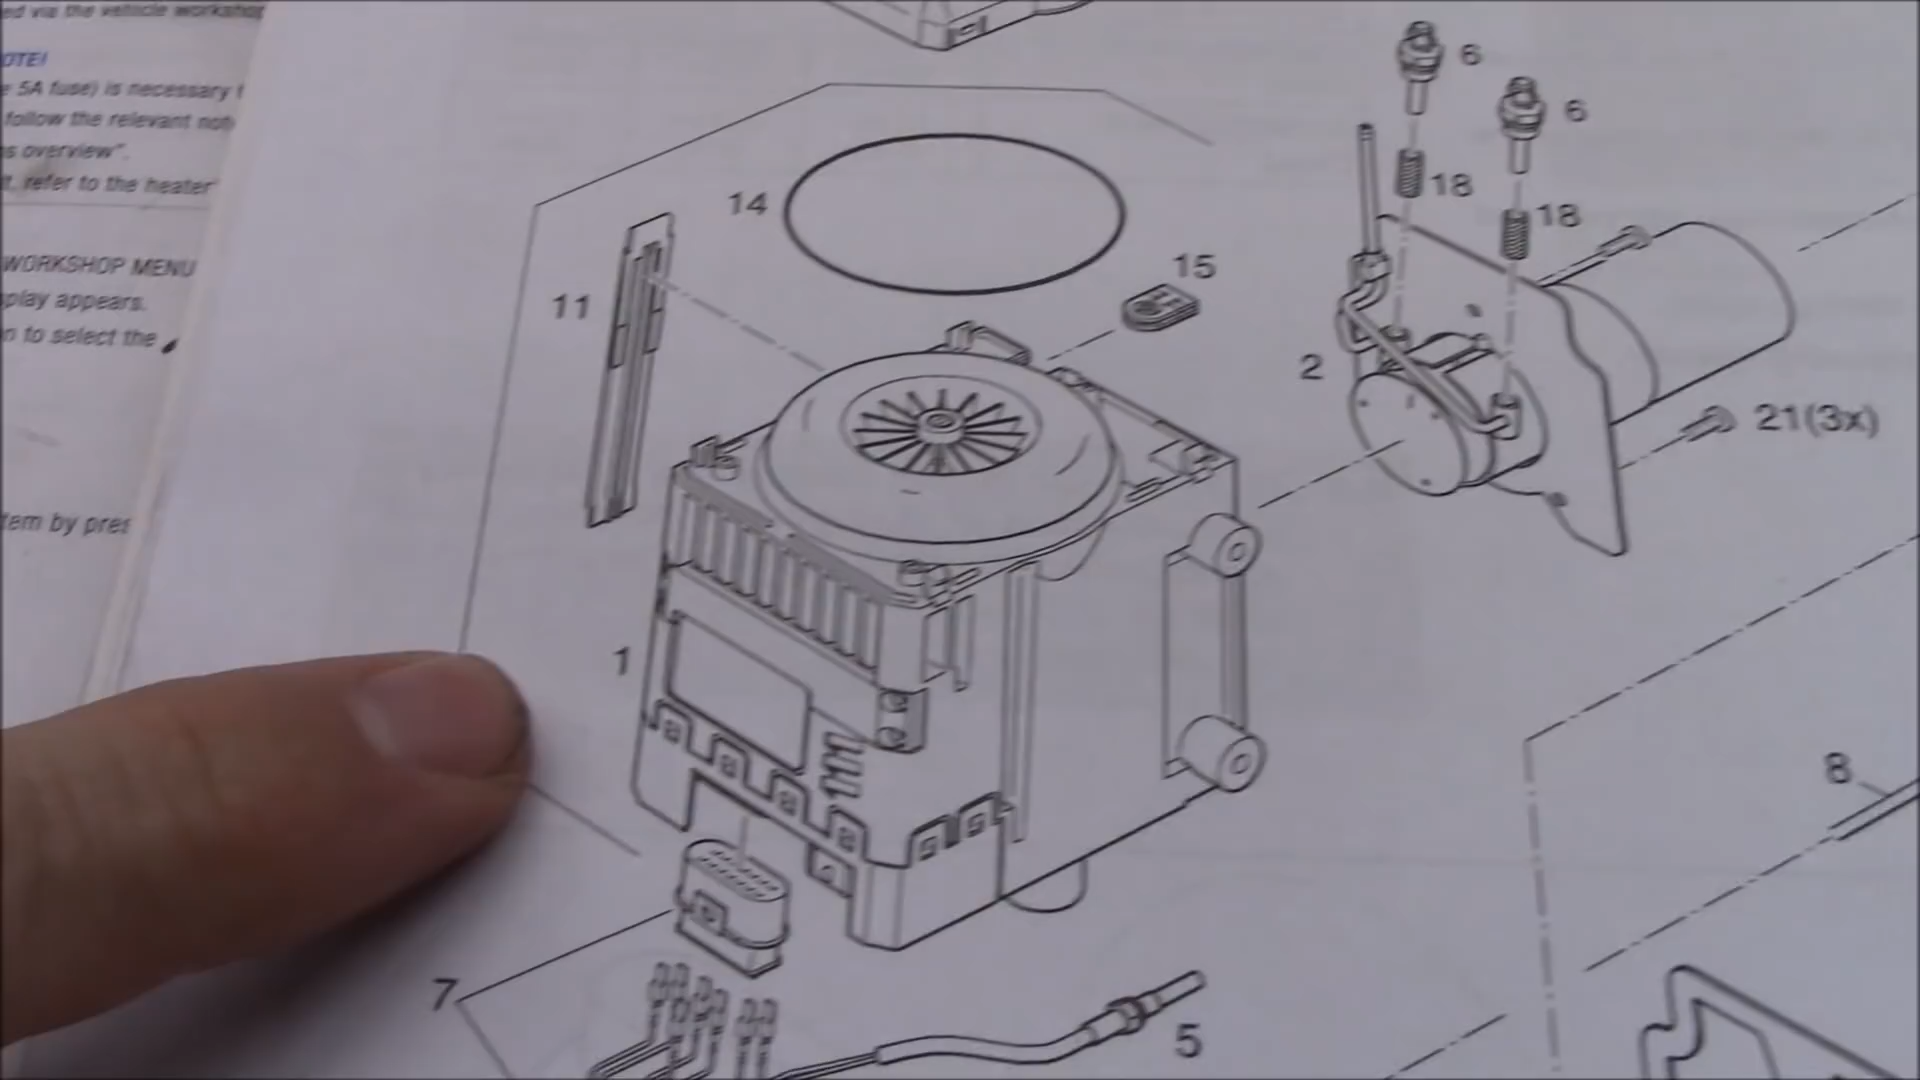 ed via the vehicle workshop
OTE!
e 5A fuse) is necessary
follow the relevant not
s overview".
it, refer to the heater
WORKSHOP MENU
splay appears.
n to select the
tem by pres
6
6
18
18
14
15
11
2
21(3x)
1
8
7
5